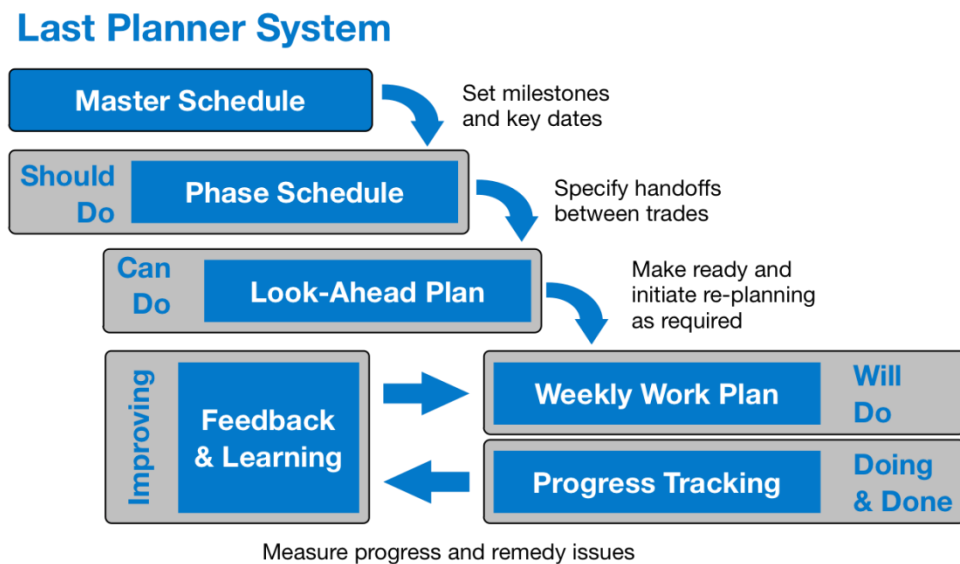 Last Planner System
Master Schedule
Set milestones
and key dates
Should
Do
Phase Schedule
Specify handoffs
between trades
Can
Do
Look-Ahead Plan
Make ready and
initiate re-planning
as required
Improving
Feedback
& Learning
Weekly Work Plan
Will
Do
Progress Tracking
Doing
& Done
Measure progress and remedy issues